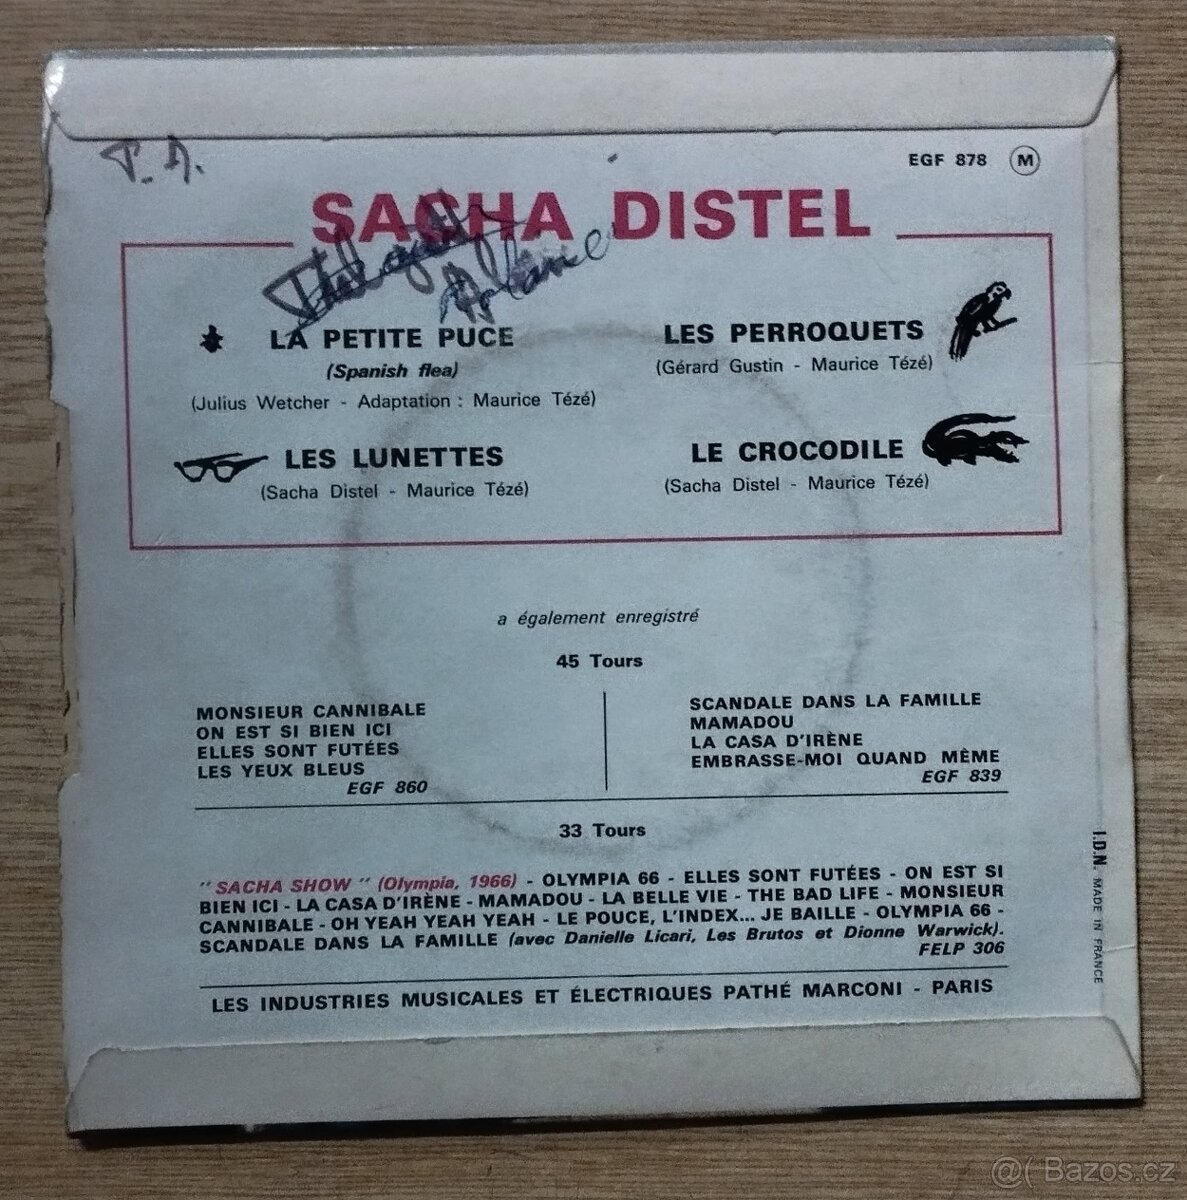 EGF 878 M
SACHA DISTEL
LA PETITE PUCE
(Spanish flea)
(Julius Wetcher - Adaptation : Maurice Tézé)
LES PERROQUETS
(Gérard Gustin - Maurice Tézé)
LES LUNETTES
(Sacha Distel - Maurice Tézé)
LE CROCODILE
(Sacha Distel - Maurice Tézé)
a également enregistré
45 Tours
MONSIEUR CANNIBALE
ON EST SI BIEN ICI
ELLES SONT FUTÉES
LES YEUX BLEUS
EGF 860
SCANDALE DANS LA FAMILLE
MAMADOU
LA CASA D'IRÈNE
EMBRASSE-MOI QUAND MÈME
EGF 839
33 Tours
"SACHA SHOW" (Olympia, 1966) - OLYMPIA 66 - ELLES SONT FUTÉES - ON EST SI
BIEN ICI - LA CASA D'IRÈNE - MAMADOU - LA BELLE VIE - THE BAD LIFE - MONSIEUR
CANNIBALE - OH YEAH YEAH YEAH - LE POUCE, L'INDEX... JE BAILLE - OLYMPIA 66 -
SCANDALE DANS LA FAMILLE (avec Danielle Licari, Les Brutos et Dionne Warwick).
FELP 306
LES INDUSTRIES MUSICALES ET ÉLECTRIQUES PATHÉ MARCONI - PARIS
I.D.N. MADE IN FRANCE
@( Bazos.cz